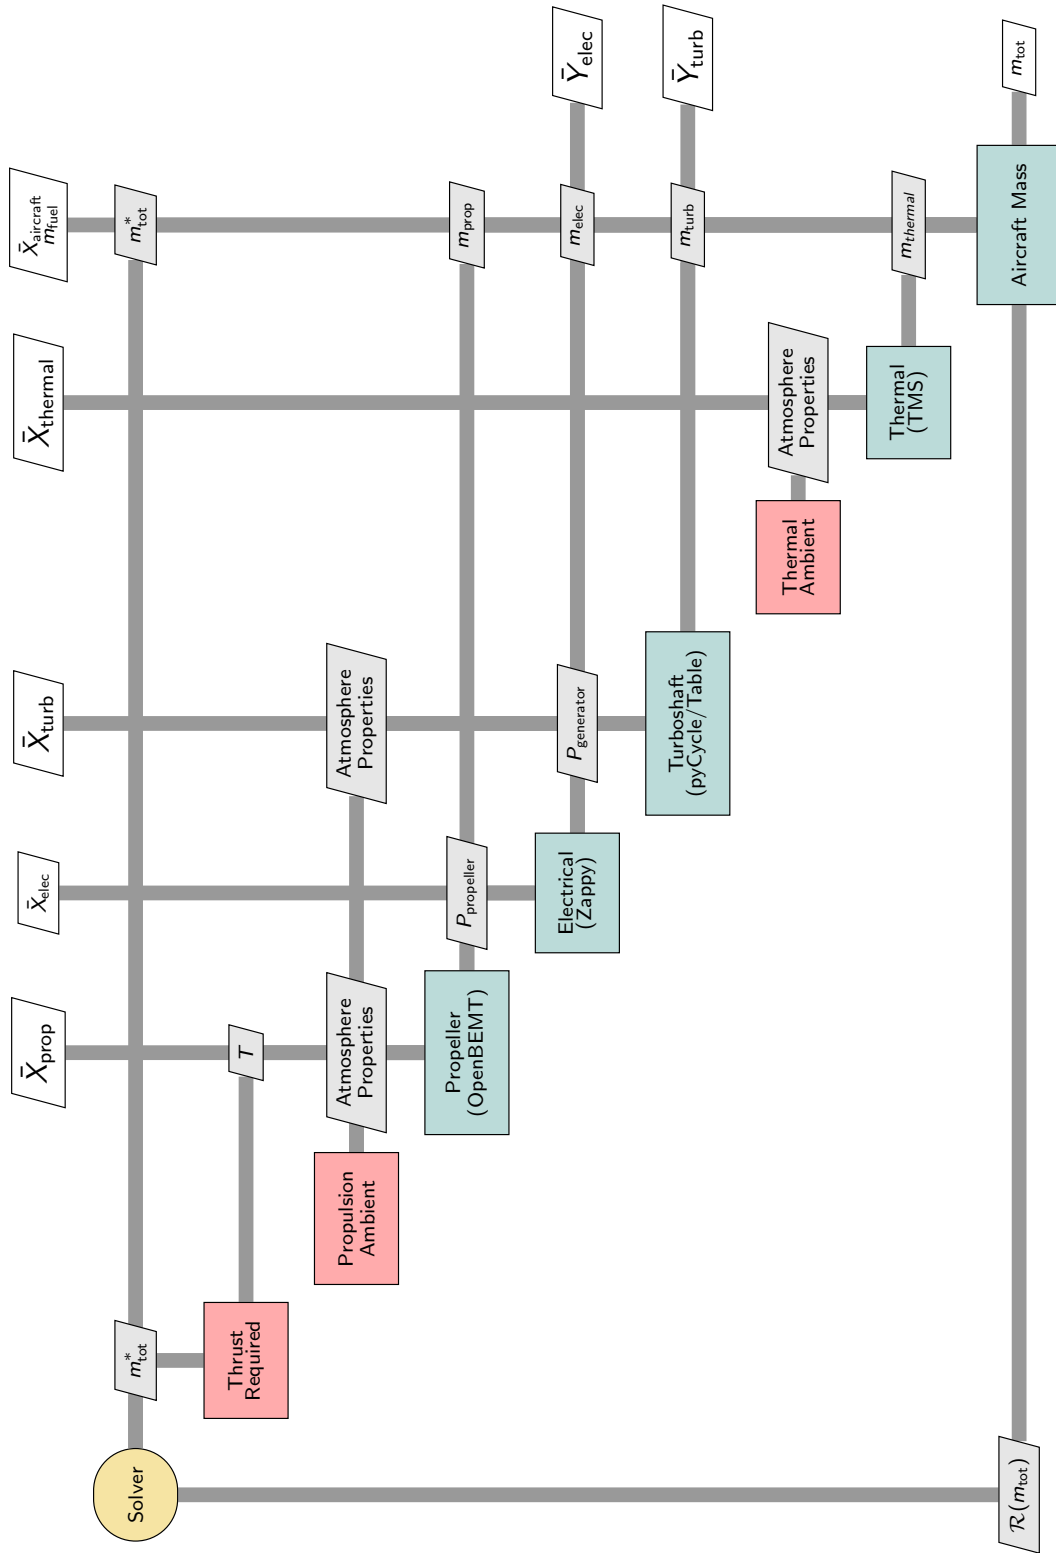 X̄prop
X̄elec
X̄turb
X̄thermal
X̄aircraft
mfuel
Solver
m*tot
m*tot
Thrust
Required
T
Propulsion
Ambient
Atmosphere
Properties
Atmosphere
Properties
Propeller
(OpenBEMT)
Ppropeller
mprop
Electrical
(Zappy)
Pgenerator
melec
Ȳelec
Turboshaft
(pyCycle/Table)
mturb
Ȳturb
Thermal
Ambient
Atmosphere
Properties
Thermal
(TMS)
mthermal
R(mtot)
Aircraft Mass
mtot